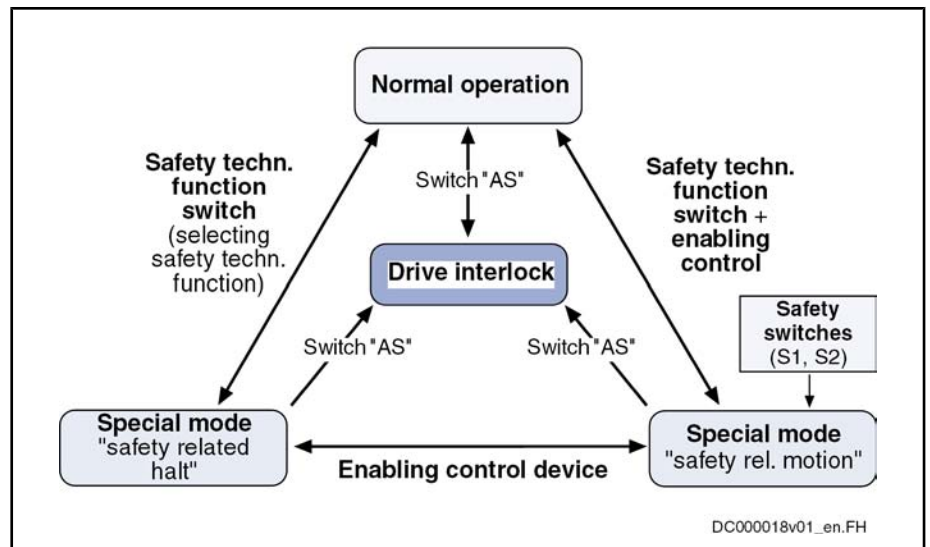 Normal operation
Safety techn.
function
switch
(selecting
safety techn.
function)
Switch "AS"
Safety techn.
function
switch +
enabling
control
Drive interlock
Safety
switches
(S1, S2)
Switch "AS"
Switch "AS"
Special mode
"safety related
halt"
Enabling control device
Special mode
"safety rel. motion"
DC000018v01_en.FH